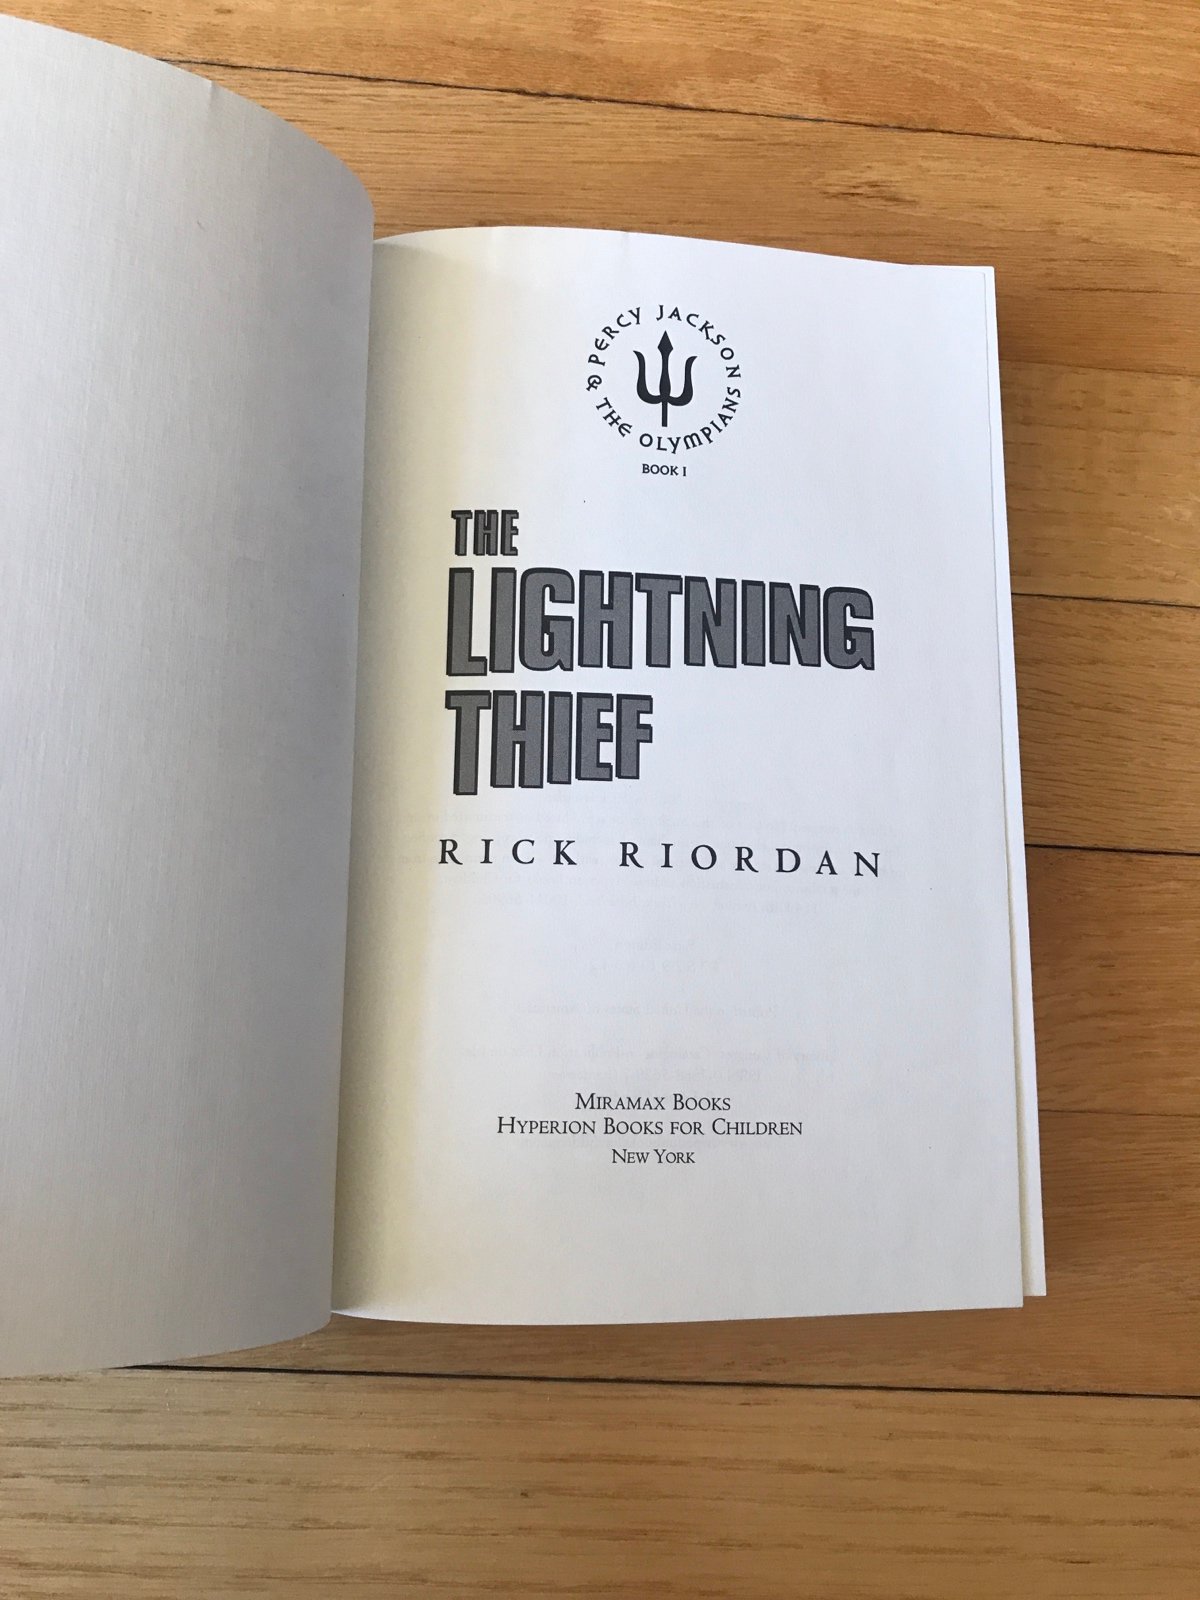 PERCY JACKSON
& THE OLYMPIANS
BOOK I
THE
LIGHTNING
THIEF
RICK RIORDAN
MIRAMAX BOOKS
HYPERION BOOKS FOR CHILDREN
NEW YORK